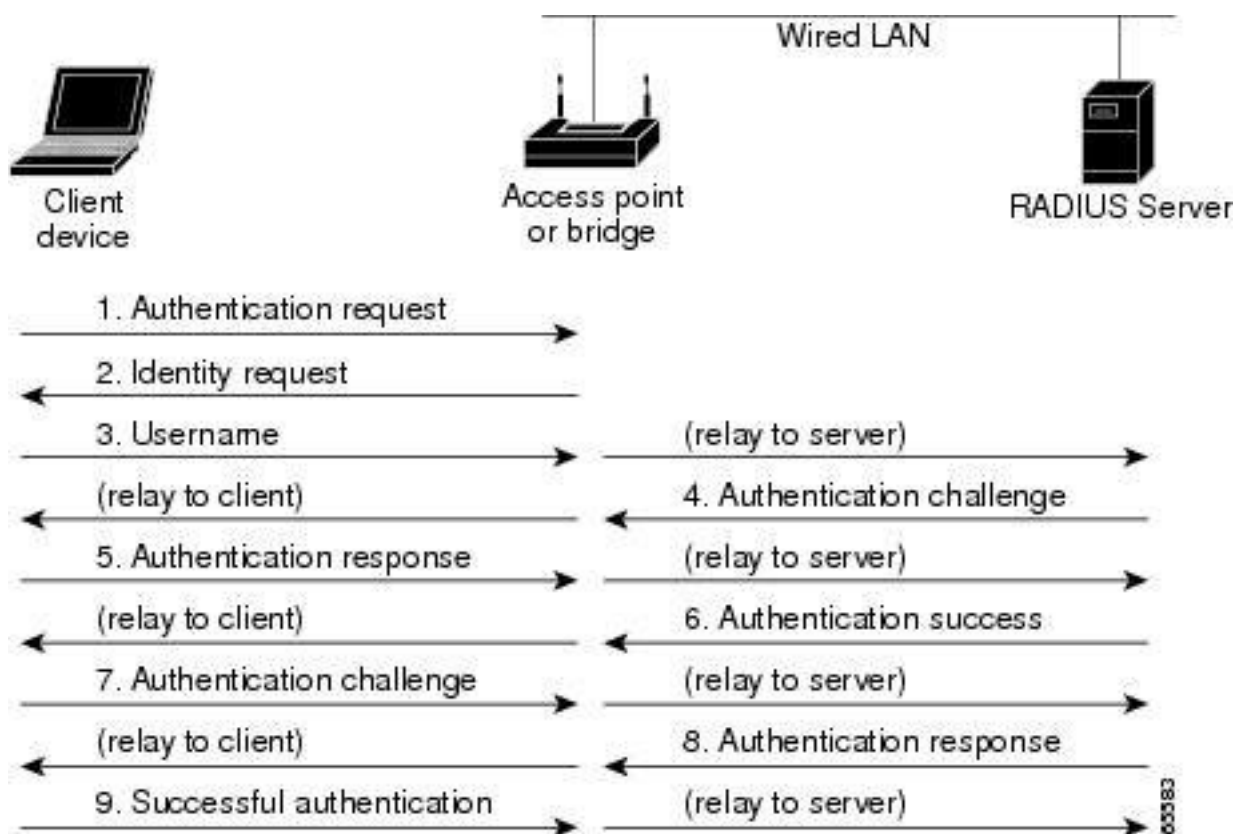 Wired LAN
Client
device
Access point
or bridge
RADIUS Server
1. Authentication request
2. Identity request
3. Username
(relay to server)
(relay to client)
4. Authentication challenge
5. Authentication response
(relay to server)
(relay to client)
6. Authentication success
7. Authentication challenge
(relay to server)
(relay to client)
8. Authentication response
9. Successful authentication
(relay to server)
65583